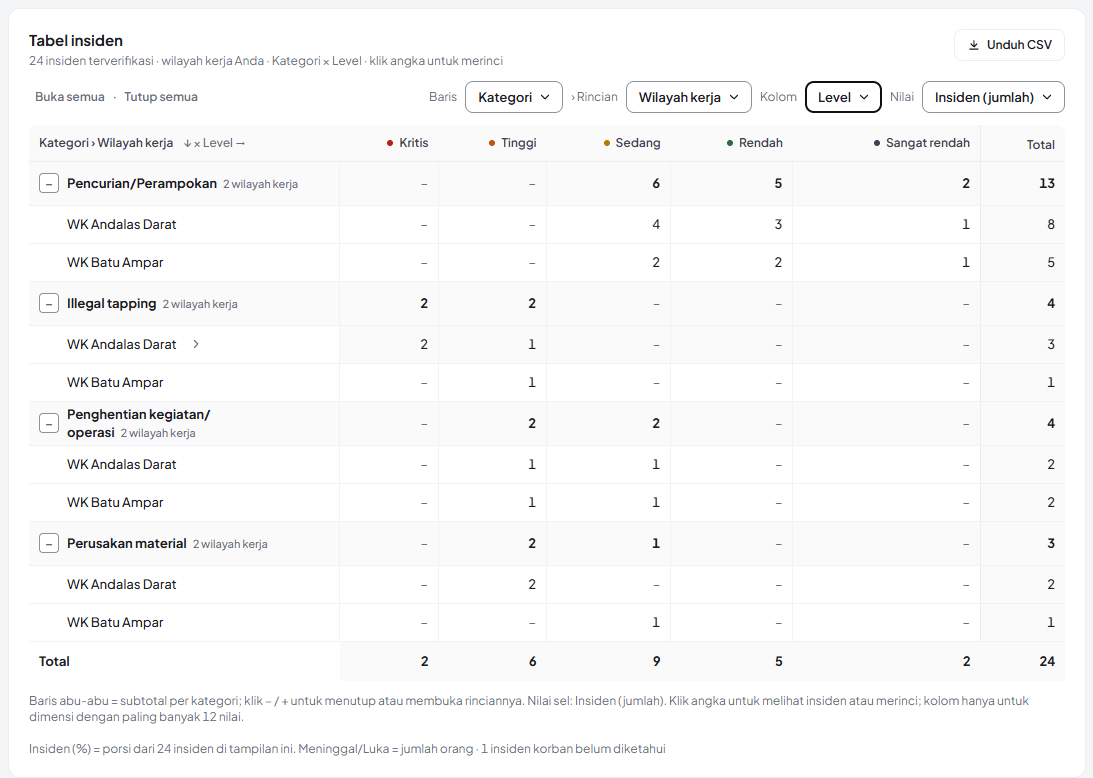 Tabel insiden
24 insiden terverifikasi · wilayah kerja Anda · Kategori × Level · klik angka untuk merinci
Unduh CSV
Buka semua · Tutup semua
Baris Kategori › Rincian Wilayah kerja Kolom Level Nilai Insiden (jumlah)
Kategori › Wilayah kerja ↓ × Level → Kritis Tinggi Sedang Rendah Sangat rendah Total
– Pencurian/Perampokan 2 wilayah kerja – – 6 5 2 13
WK Andalas Darat – – 4 3 1 8
WK Batu Ampar – – 2 2 1 5
– Illegal tapping 2 wilayah kerja 2 2 – – – 4
WK Andalas Darat › 2 1 – – – 3
WK Batu Ampar – 1 – – – 1
– Penghentian kegiatan/
operasi 2 wilayah kerja – 2 2 – – 4
WK Andalas Darat – 1 1 – – 2
WK Batu Ampar – 1 1 – – 2
– Perusakan material 2 wilayah kerja – 2 1 – – 3
WK Andalas Darat – 2 – – – 2
WK Batu Ampar – – 1 – – 1
Total 2 6 9 5 2 24
Baris abu-abu = subtotal per kategori; klik – / + untuk menutup atau membuka rinciannya. Nilai sel: Insiden (jumlah). Klik angka untuk melihat insiden atau merinci; kolom hanya untuk
dimensi dengan paling banyak 12 nilai.
Insiden (%) = porsi dari 24 insiden di tampilan ini. Meninggal/Luka = jumlah orang · 1 insiden korban belum diketahui